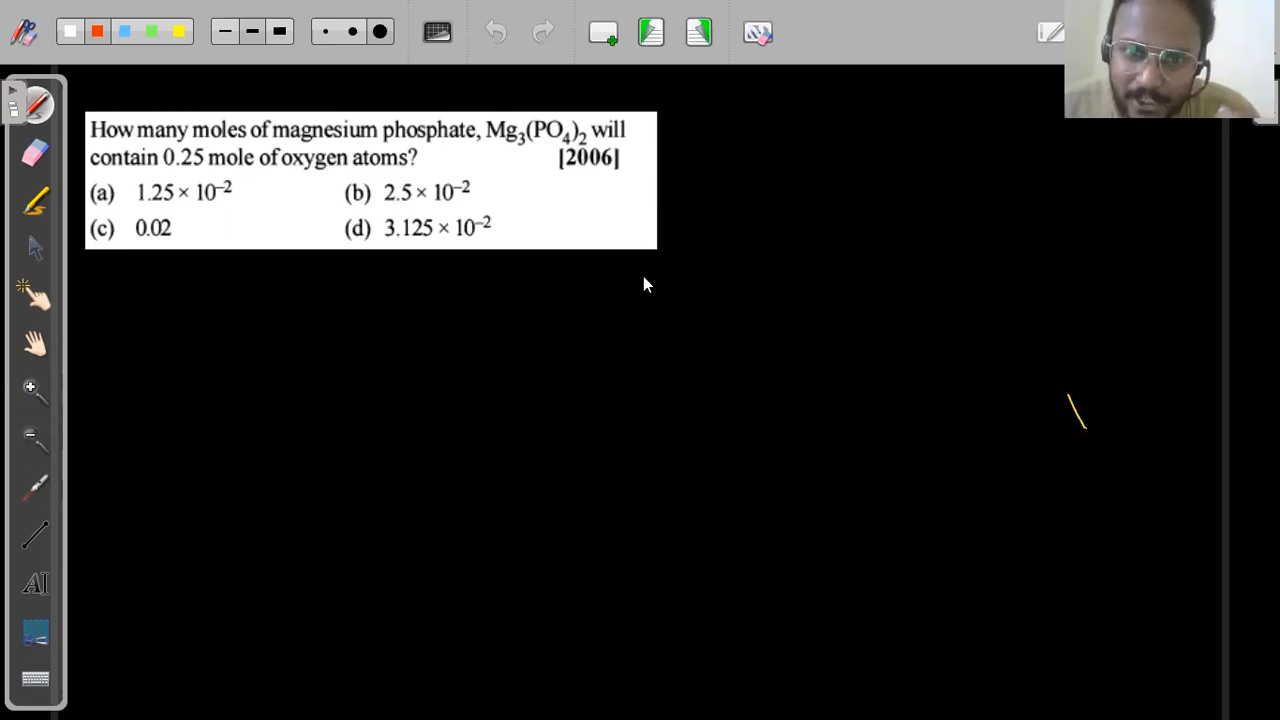 How many moles of magnesium phosphate, Mg₃(PO₄)₂ will
contain 0.25 mole of oxygen atoms? [2006]
(a) 1.25 × 10⁻² (b) 2.5 × 10⁻²
(c) 0.02 (d) 3.125 × 10⁻²
AI